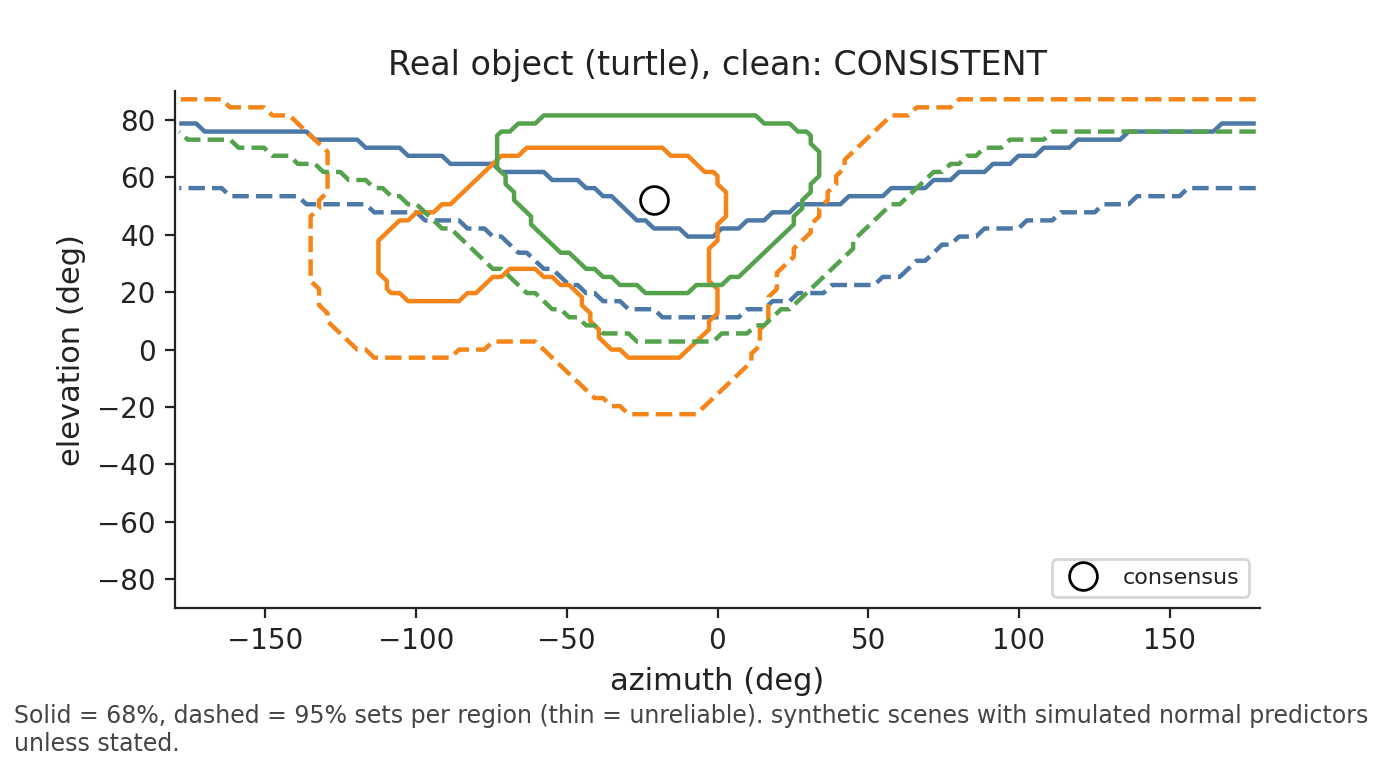 Real object (turtle), clean: CONSISTENT
80
60
40
20
0
−20
−40
−60
−80
elevation (deg)
consensus
−150
−100
−50
0
50
100
150
azimuth (deg)
Solid = 68%, dashed = 95% sets per region (thin = unreliable). synthetic scenes with simulated normal predictors
unless stated.